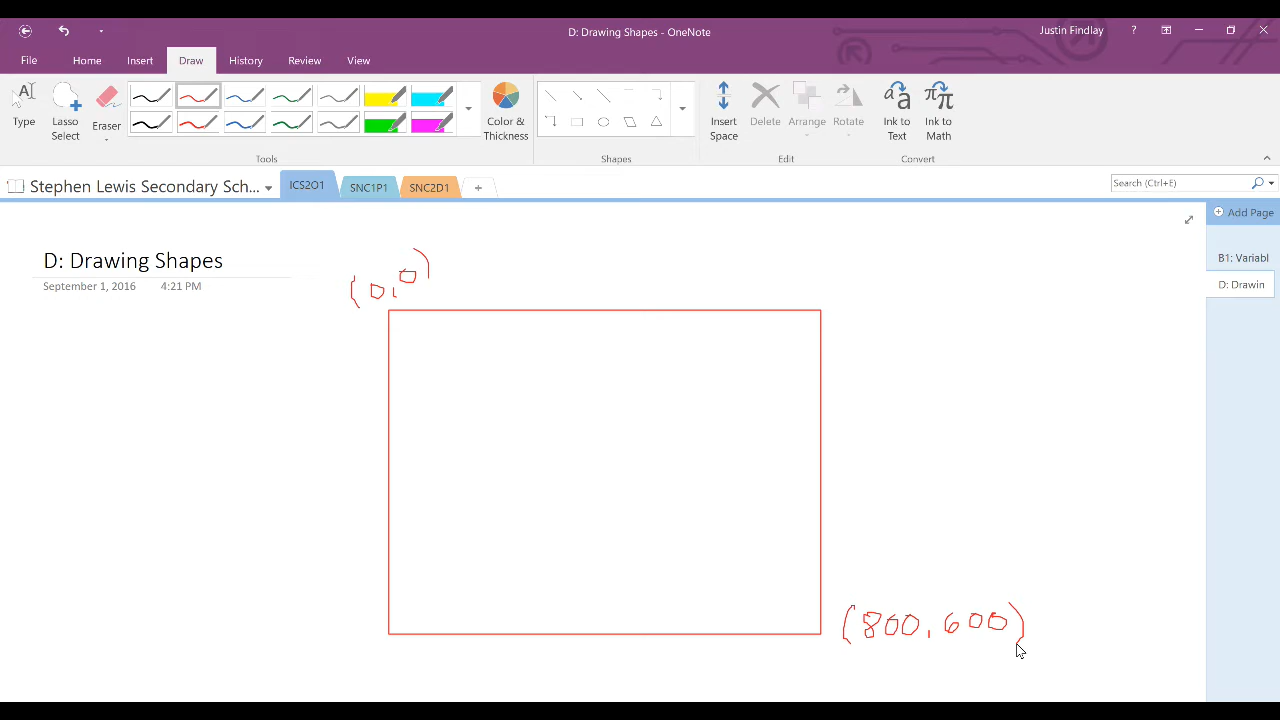 D: Drawing Shapes - OneNote
Justin Findlay
?
File Home Insert Draw History Review View
Type
Lasso Select
Eraser
Color & Thickness
Insert Space
Delete
Arrange
Rotate
Ink to Text
Ink to Math
Tools
Shapes
Edit
Convert
Stephen Lewis Secondary Sch...
ICS2O1
SNC1P1
SNC2D1
+
Search (Ctrl+E)
Add Page
B1: Variabl
D: Drawin
D: Drawing Shapes
September 1, 2016 4:21 PM
(0,0)
(800,600)